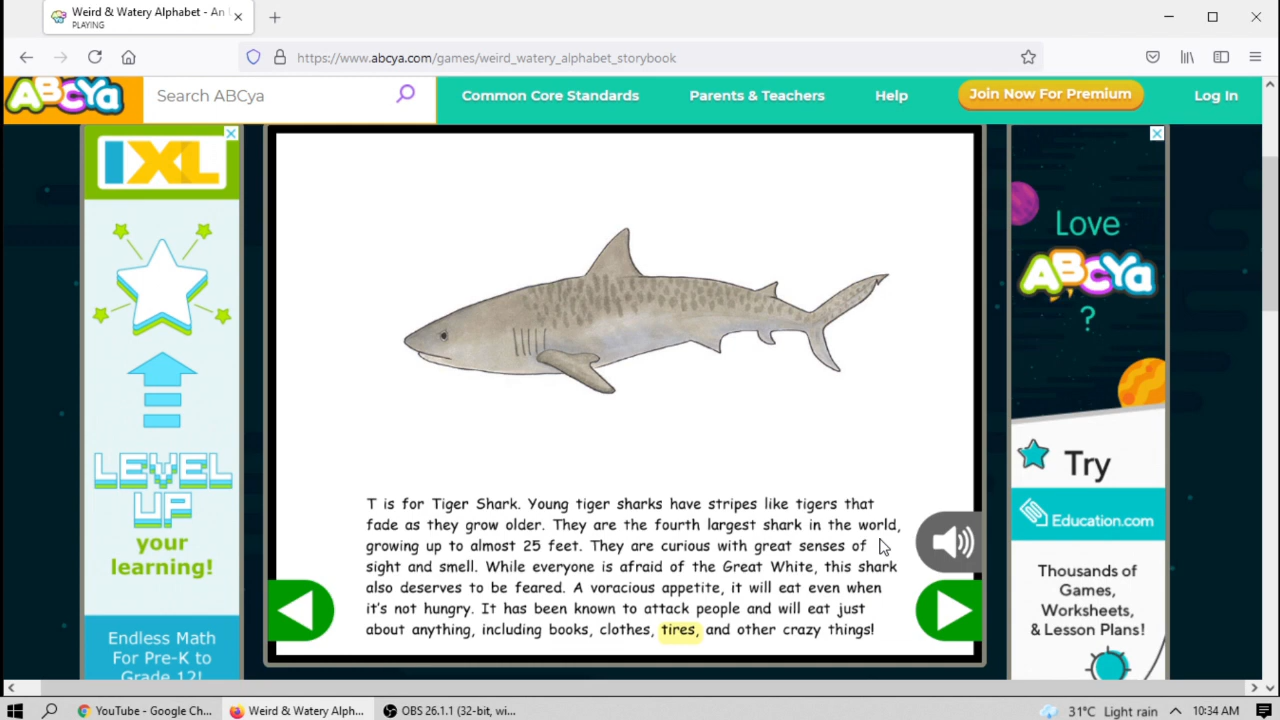 Weird & Watery Alphabet - An
PLAYING
https://www.abcya.com/games/weird_watery_alphabet_storybook
ABCYa
Search ABCya
Common Core Standards
Parents & Teachers
Help
Join Now For Premium
Log In
IXL
LEVEL
UP
your
learning!
Endless Math
For Pre-K to
Grade 12!
T is for Tiger Shark. Young tiger sharks have stripes like tigers that
fade as they grow older. They are the fourth largest shark in the world,
growing up to almost 25 feet. They are curious with great senses of
sight and smell. While everyone is afraid of the Great White, this shark
also deserves to be feared. A voracious appetite, it will eat even when
it's not hungry. It has been known to attack people and will eat just
about anything, including books, clothes, tires, and other crazy things!
Love
ABCYa
?
Try
Education.com
Thousands of
Games,
Worksheets,
& Lesson Plans!
YouTube - Google Ch...
Weird & Watery Alph...
OBS 26.1.1 (32-bit, wi...
31°C Light rain
10:34 AM